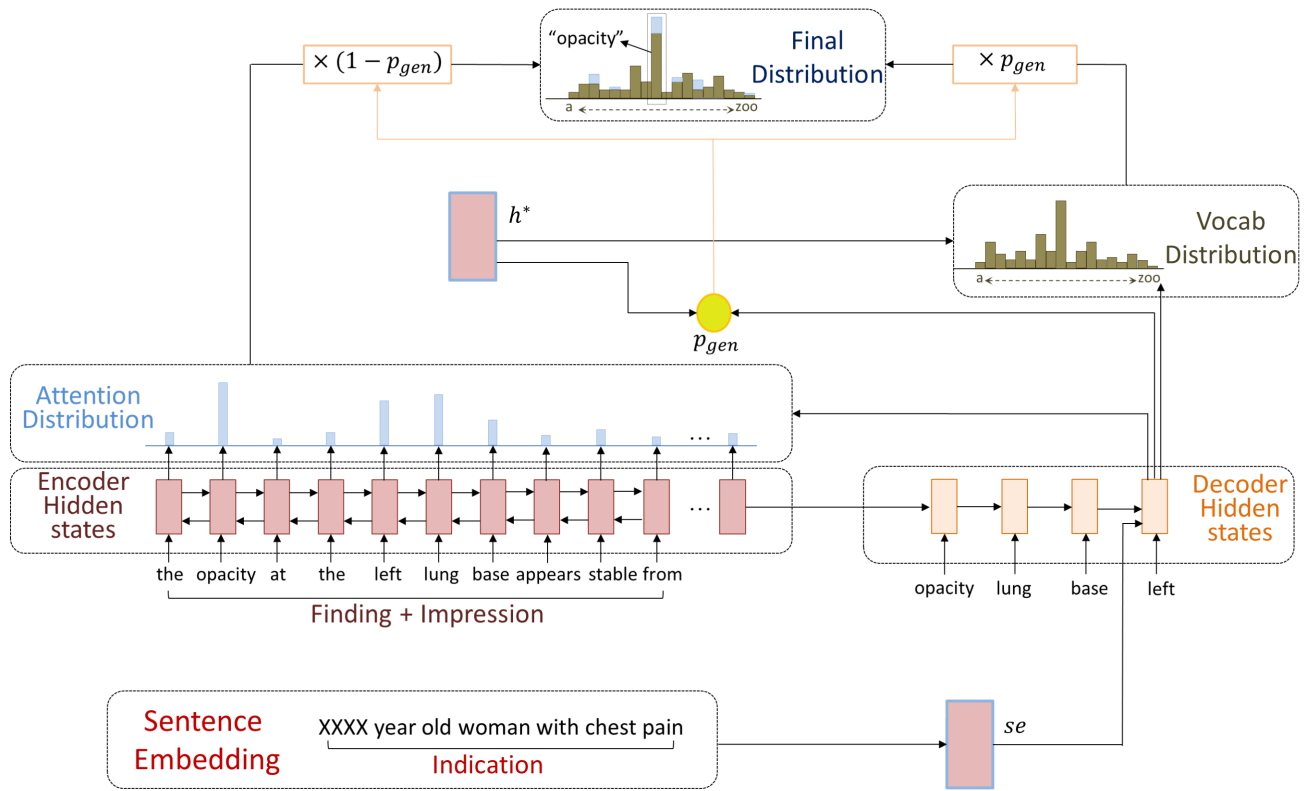 × (1 − p_gen)
"opacity"
a
zoo
Final
Distribution
× p_gen
h*
Vocab
Distribution
a
zoo
p_gen
Attention
Distribution
...
Encoder
Hidden
states
...
the opacity at the left lung base appears stable from
Finding + Impression
Decoder
Hidden
states
opacity lung base left
Sentence
Embedding
XXXX year old woman with chest pain
Indication
se